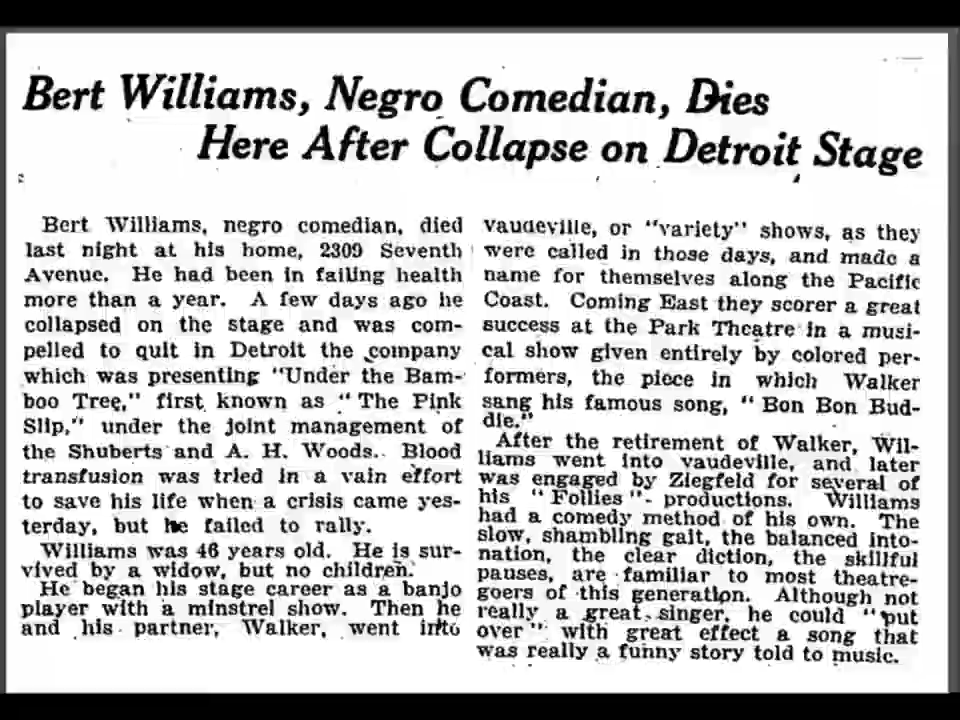 Bert Williams, Negro Comedian, Dies
Here After Collapse on Detroit Stage
Bert Williams, negro comedian, died
last night at his home, 2309 Seventh
Avenue. He had been in failing health
more than a year. A few days ago he
collapsed on the stage and was com-
pelled to quit in Detroit the company
which was presenting "Under the Bam-
boo Tree," first known as "The Pink
Slip," under the joint management of
the Shuberts and A. H. Woods. Blood
transfusion was tried in a vain effort
to save his life when a crisis came yes-
terday, but he failed to rally.
Williams was 46 years old. He is sur-
vived by a widow, but no children.
He began his stage career as a banjo
player with a minstrel show. Then he
and his partner, Walker, went into
vaudeville, or "variety" shows, as they
were called in those days, and made a
name for themselves along the Pacific
Coast. Coming East they scorer a great
success at the Park Theatre in a musi-
cal show given entirely by colored per-
formers, the piece in which Walker
sang his famous song, "Bon Bon Bud-
die."
After the retirement of Walker, Wil-
liams went into vaudeville, and later
was engaged by Ziegfeld for several of
his "Follies" productions. Williams
had a comedy method of his own. The
slow, shambling gait, the balanced into-
nation, the clear diction, the skillful
pauses, are familiar to most theatre-
goers of this generation. Although not
really a great singer, he could "put
over" with great effect a song that
was really a funny story told to music.